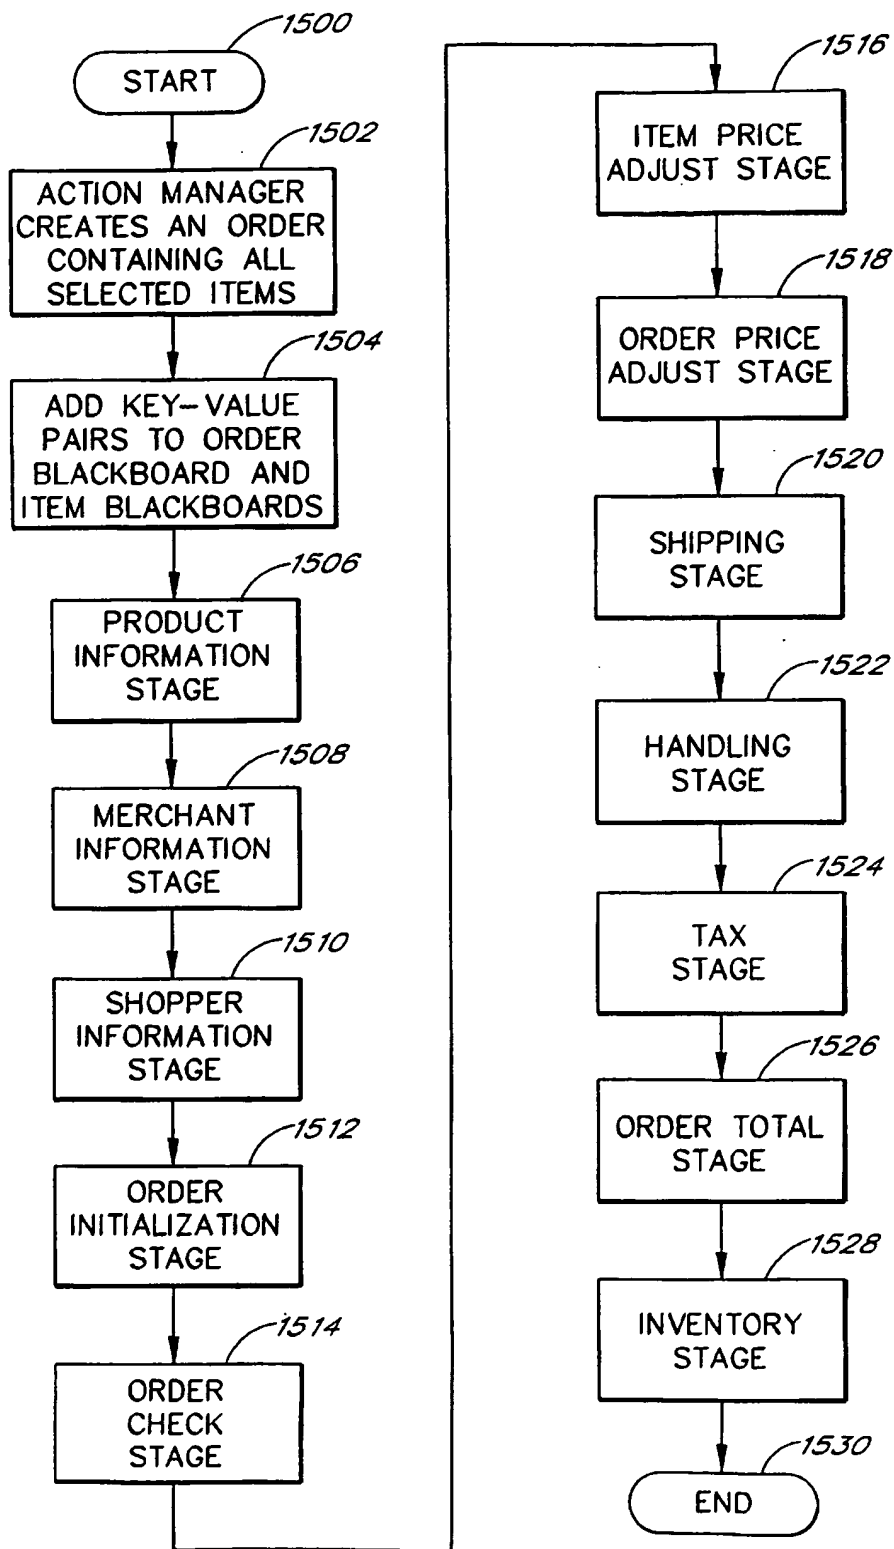 1500
START
1502
ACTION MANAGER
CREATES AN ORDER
CONTAINING ALL
SELECTED ITEMS
1504
ADD KEY-VALUE
PAIRS TO ORDER
BLACKBOARD AND
ITEM BLACKBOARDS
1506
PRODUCT
INFORMATION
STAGE
1508
MERCHANT
INFORMATION
STAGE
1510
SHOPPER
INFORMATION
STAGE
1512
ORDER
INITIALIZATION
STAGE
1514
ORDER
CHECK
STAGE
1516
ITEM PRICE
ADJUST STAGE
1518
ORDER PRICE
ADJUST STAGE
1520
SHIPPING
STAGE
1522
HANDLING
STAGE
1524
TAX
STAGE
1526
ORDER TOTAL
STAGE
1528
INVENTORY
STAGE
1530
END